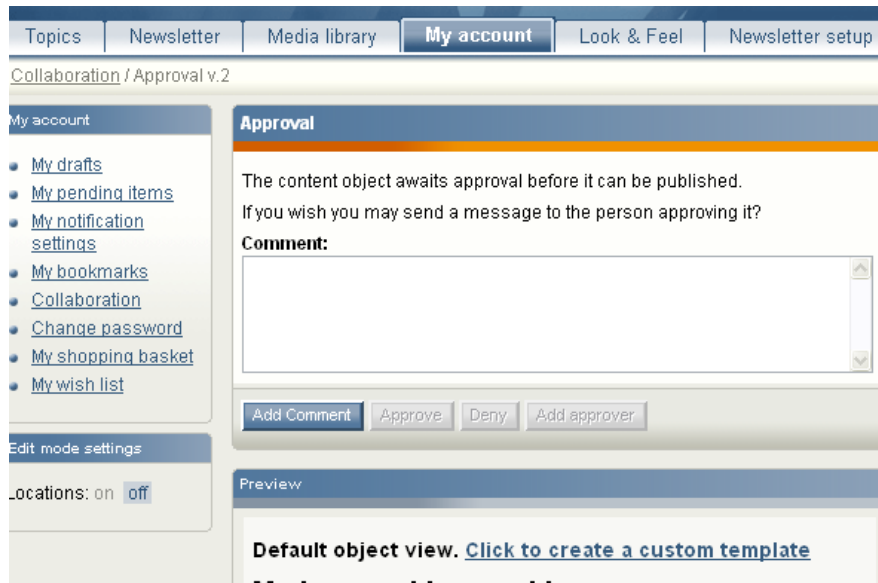 Topics Newsletter Media library My account Look & Feel Newsletter setup
Collaboration / Approval v.2
My account
My drafts
My pending items
My notification
settings
My bookmarks
Collaboration
Change password
My shopping basket
My wish list
Edit mode settings
Locations: on off
Approval
The content object awaits approval before it can be published.
If you wish you may send a message to the person approving it?
Comment:
Add Comment Approve Deny Add approver
Preview
Default object view. Click to create a custom template